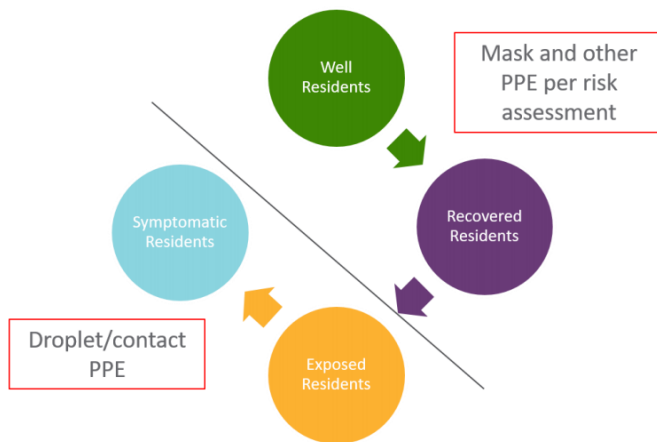 Well
Residents
Mask and other
PPE per risk
assessment
Symptomatic
Residents
Recovered
Residents
Droplet/contact
PPE
Exposed
Residents